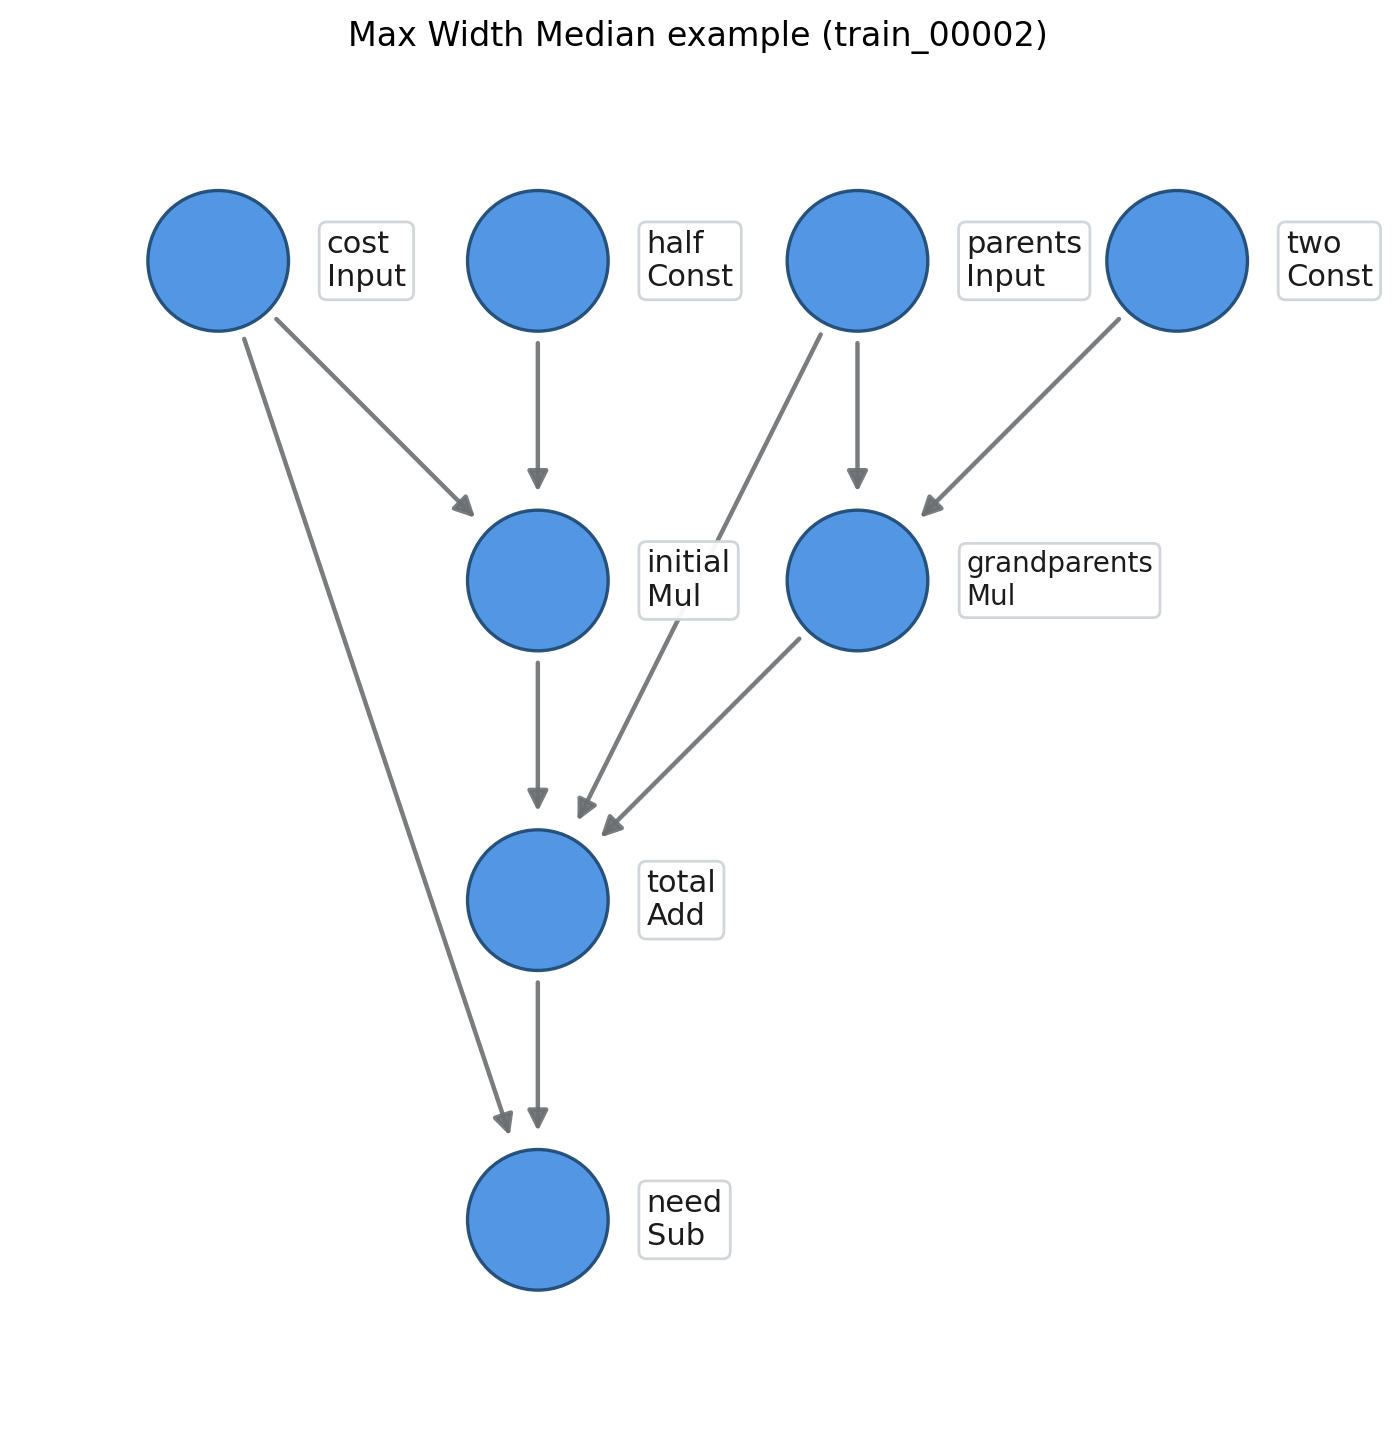 Max Width Median example (train_00002)
cost
Input
half
Const
parents
Input
two
Const
initial
Mul
grandparents
Mul
total
Add
need
Sub